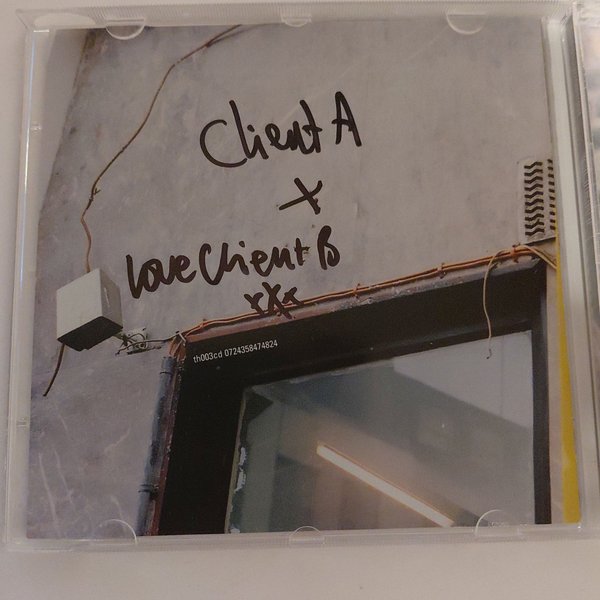 Client A
x
love Client B
xxx
th003cd 0724358474824